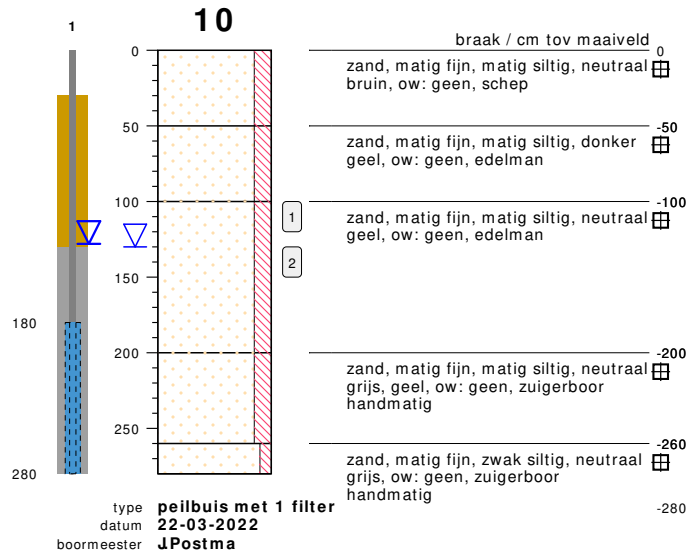 1
10
braak / cm tov maaiveld
0
0
zand, matig fijn, matig siltig, neutraal
bruin, ow: geen, schep
50
-50
zand, matig fijn, matig siltig, donker
geel, ow: geen, edelman
100
-100
1
zand, matig fijn, matig siltig, neutraal
geel, ow: geen, edelman
2
150
180
200
-200
zand, matig fijn, matig siltig, neutraal
grijs, geel, ow: geen, zuigerboor
handmatig
250
-260
zand, matig fijn, zwak siltig, neutraal
grijs, ow: geen, zuigerboor
handmatig
280
-280
type peilbuis met 1 filter
datum 22-03-2022
boormeester J.Postma